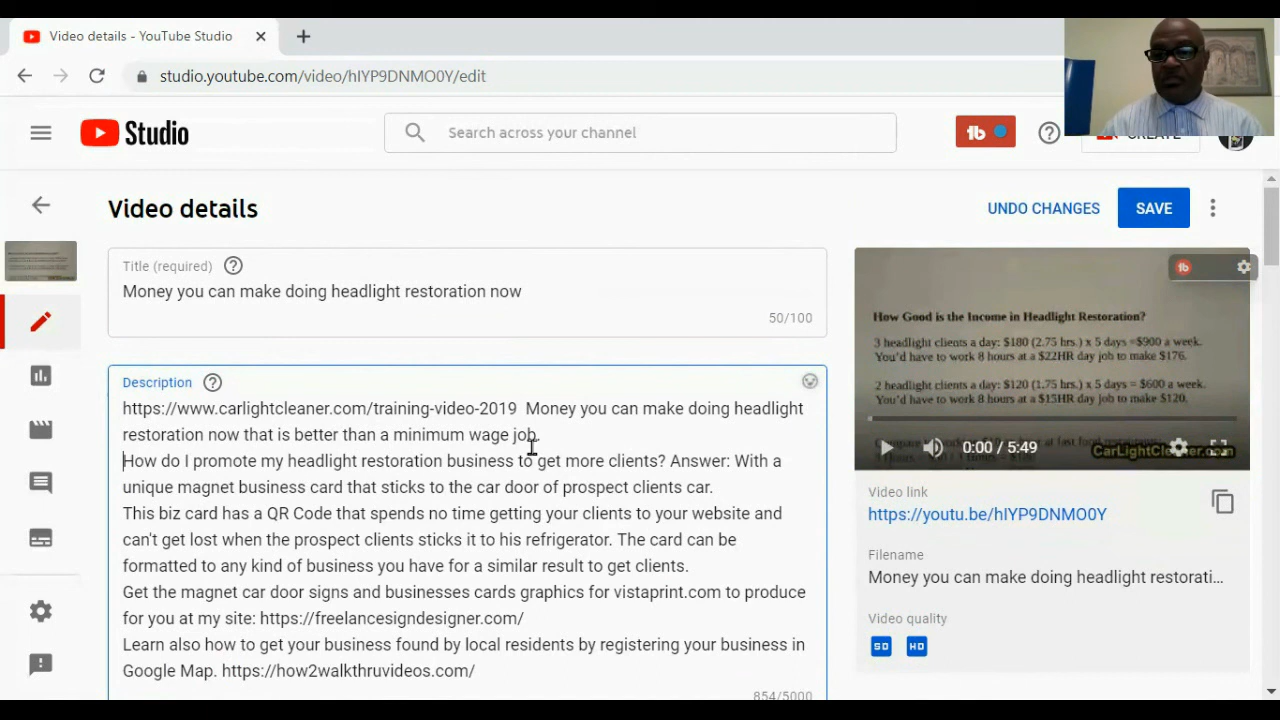 Video details - YouTube Studio
studio.youtube.com/video/hIYP9DNMO0Y/edit
Studio
Search across your channel
CREATE
Video details
UNDO CHANGES
SAVE
Title (required)
Money you can make doing headlight restoration now
50/100
Description
https://www.carlightcleaner.com/training-video-2019 Money you can make doing headlight
restoration now that is better than a minimum wage job.
How do I promote my headlight restoration business to get more clients? Answer: With a
unique magnet business card that sticks to the car door of prospect clients car.
This biz card has a QR Code that spends no time getting your clients to your website and
can't get lost when the prospect clients sticks it to his refrigerator. The card can be
formatted to any kind of business you have for a similar result to get clients.
Get the magnet car door signs and businesses cards graphics for vistaprint.com to produce
for you at my site: https://freelancesigndesigner.com/
Learn also how to get your business found by local residents by registering your business in
Google Map. https://how2walkthruvideos.com/
854/5000
How Good is the Income in Headlight Restoration?
3 headlight clients a day: $180 (2.75 hrs.) x 5 days =$900 a week.
You'd have to work 8 hours at a $22HR day job to make $176.
2 headlight clients a day: $120 (1.75 hrs.) x 5 days = $600 a week.
You'd have to work 8 hours at a $15HR day job to make $120.
0:00 / 5:49
CarLightCleaner.com
Video link
https://youtu.be/hIYP9DNMO0Y
Filename
Money you can make doing headlight restorati...
Video quality
SD
HD